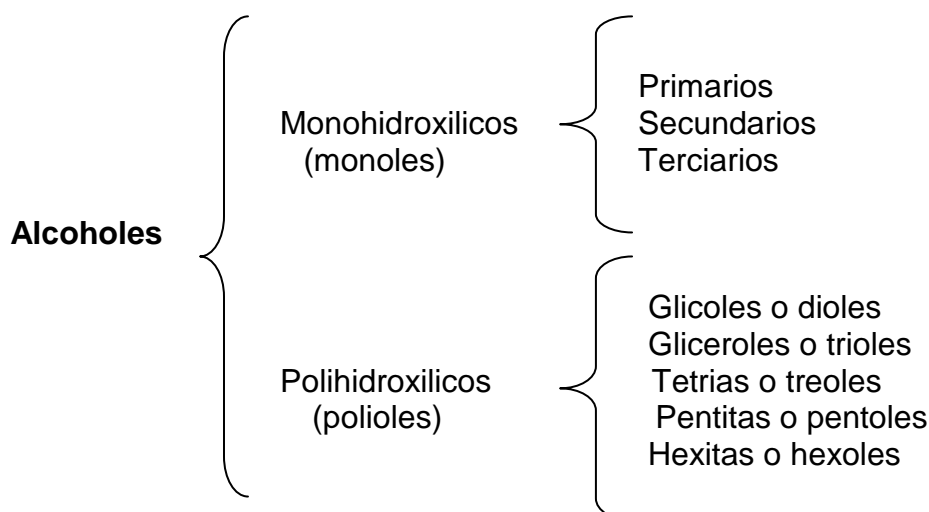 Alcoholes
Monohidroxilicos
(monoles)
Primarios
Secundarios
Terciarios
Polihidroxilicos
(polioles)
Glicoles o dioles
Gliceroles o trioles
Tetrias o treoles
Pentitas o pentoles
Hexitas o hexoles